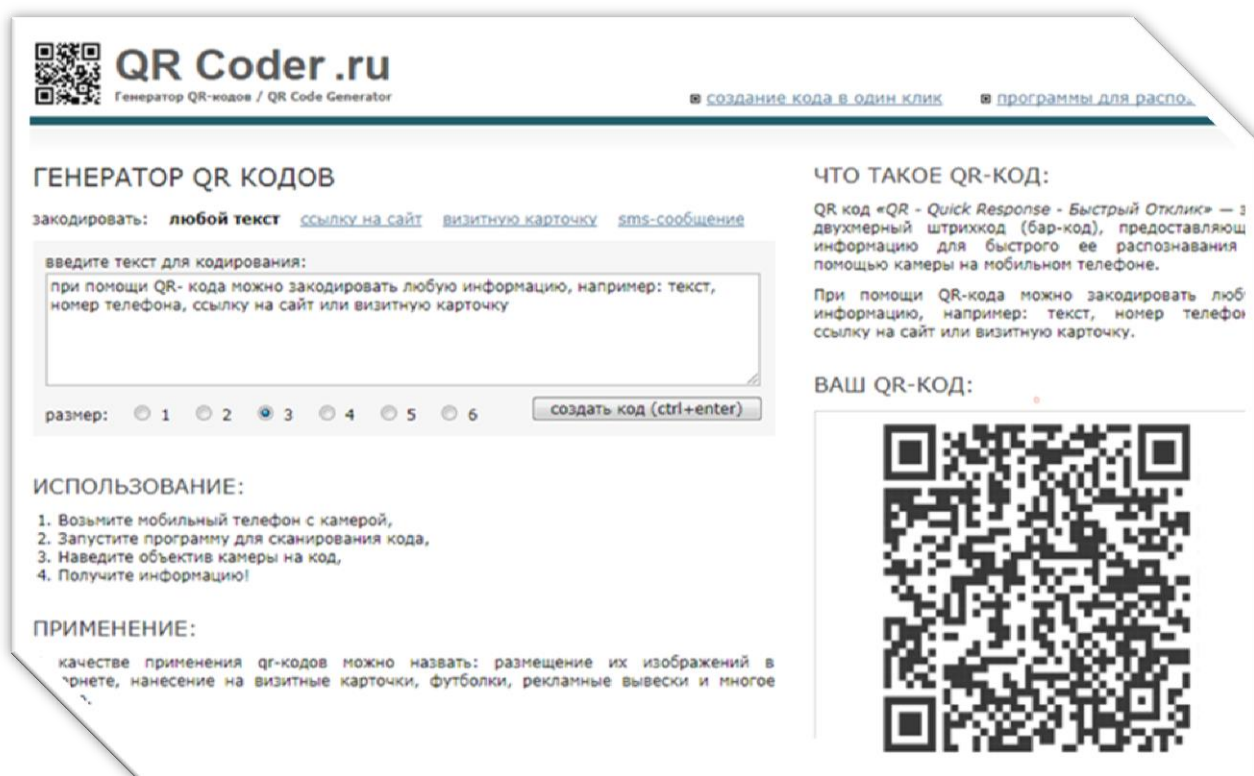 QR Coder .ru
Генератор QR-кодов / QR Code Generator
создание кода в один клик
программы для распо
ГЕНЕРАТОР QR КОДОВ
закодировать: любой текст ссылку на сайт визитную карточку sms-сообщение
введите текст для кодирования:
при помощи QR- кода можно закодировать любую информацию, например: текст,
номер телефона, ссылку на сайт или визитную карточку
размер: 1 2 3 4 5 6
создать код (ctrl+enter)
ИСПОЛЬЗОВАНИЕ:
1. Возьмите мобильный телефон с камерой,
2. Запустите программу для сканирования кода,
3. Наведите объектив камеры на код,
4. Получите информацию!
ПРИМЕНЕНИЕ:
качестве применения qr-кодов можно назвать: размещение их изображений в
рнете, нанесение на визитные карточки, футболки, рекламные вывески и многое
ЧТО ТАКОЕ QR-КОД:
QR код «QR - Quick Response - Быстрый Отклик» —
двухмерный штрихкод (бар-код), предоставляющ
информацию для быстрого ее распознавания
помощью камеры на мобильном телефоне.
При помощи QR-кода можно закодировать люб
информацию, например: текст, номер телефо
ссылку на сайт или визитную карточку.
ВАШ QR-КОД: